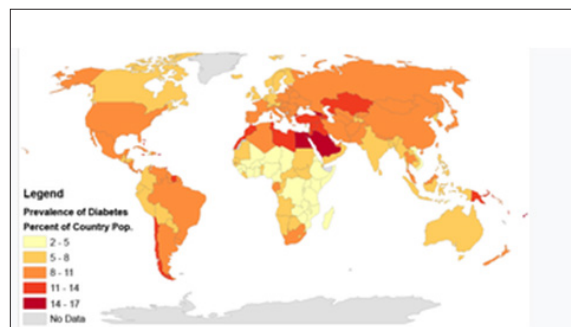 Legend
Prevalence of Diabetes
Percent of Country Pop.
2 - 5
5 - 8
8 - 11
11 - 14
14 - 17
No Data